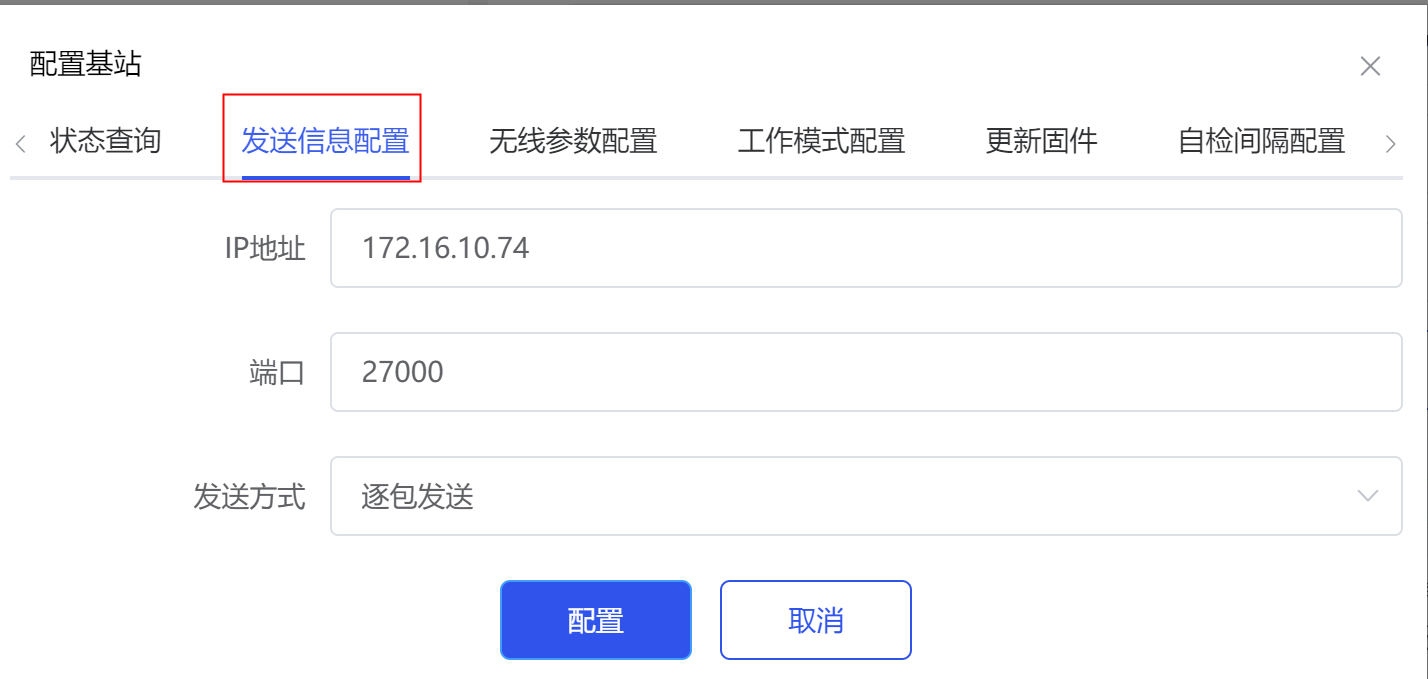 配置基站
状态查询 发送信息配置 无线参数配置 工作模式配置 更新固件 自检间隔配置
IP地址 172.16.10.74
端口 27000
发送方式 逐包发送
配置 取消